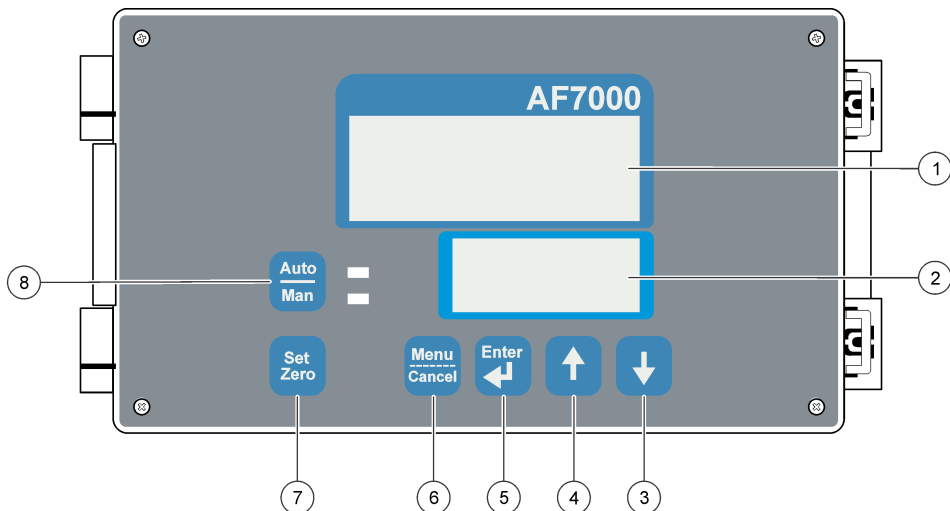 AF7000
1
2
8
Auto
Man
Set
Zero
Menu
Cancel
Enter
7
6
5
4
3